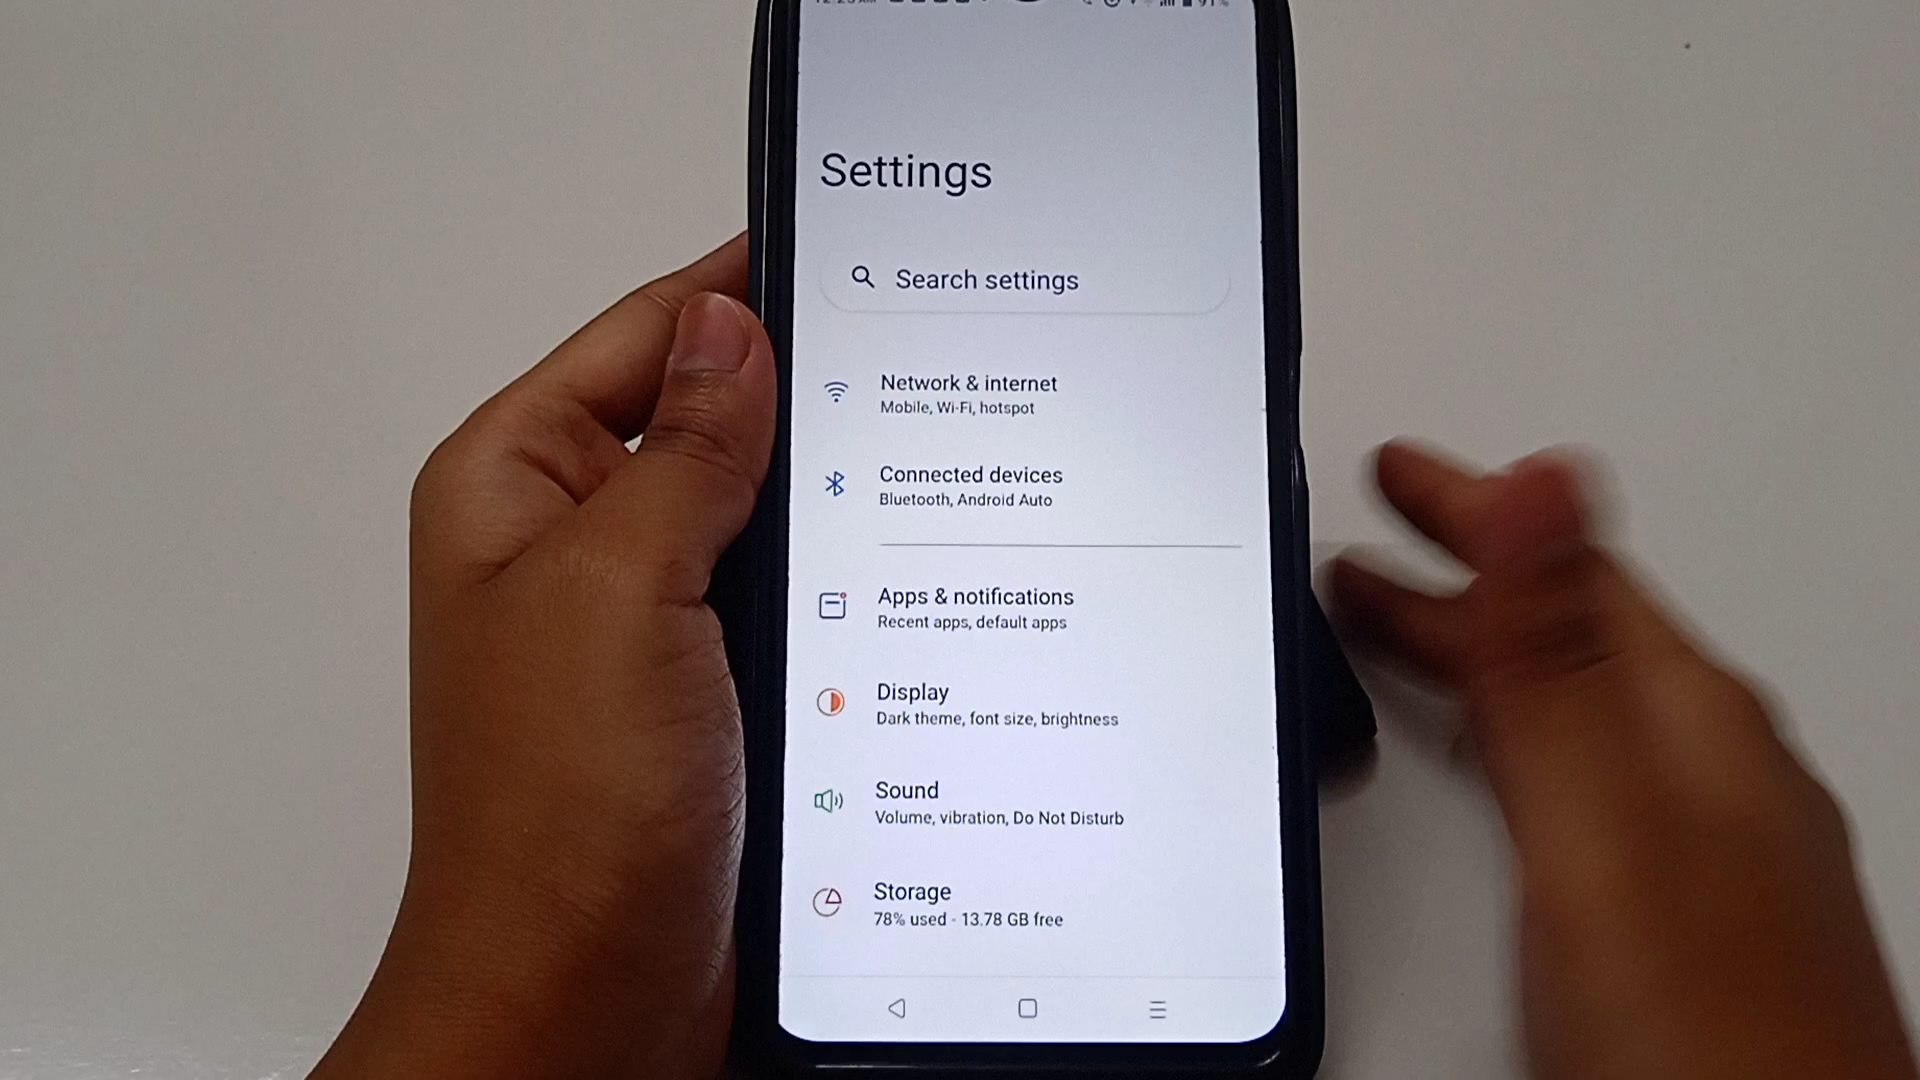 Settings
Search settings
Network & internet
Mobile, Wi-Fi, hotspot
Connected devices
Bluetooth, Android Auto
Apps & notifications
Recent apps, default apps
Display
Dark theme, font size, brightness
Sound
Volume, vibration, Do Not Disturb
Storage
78% used - 13.78 GB free